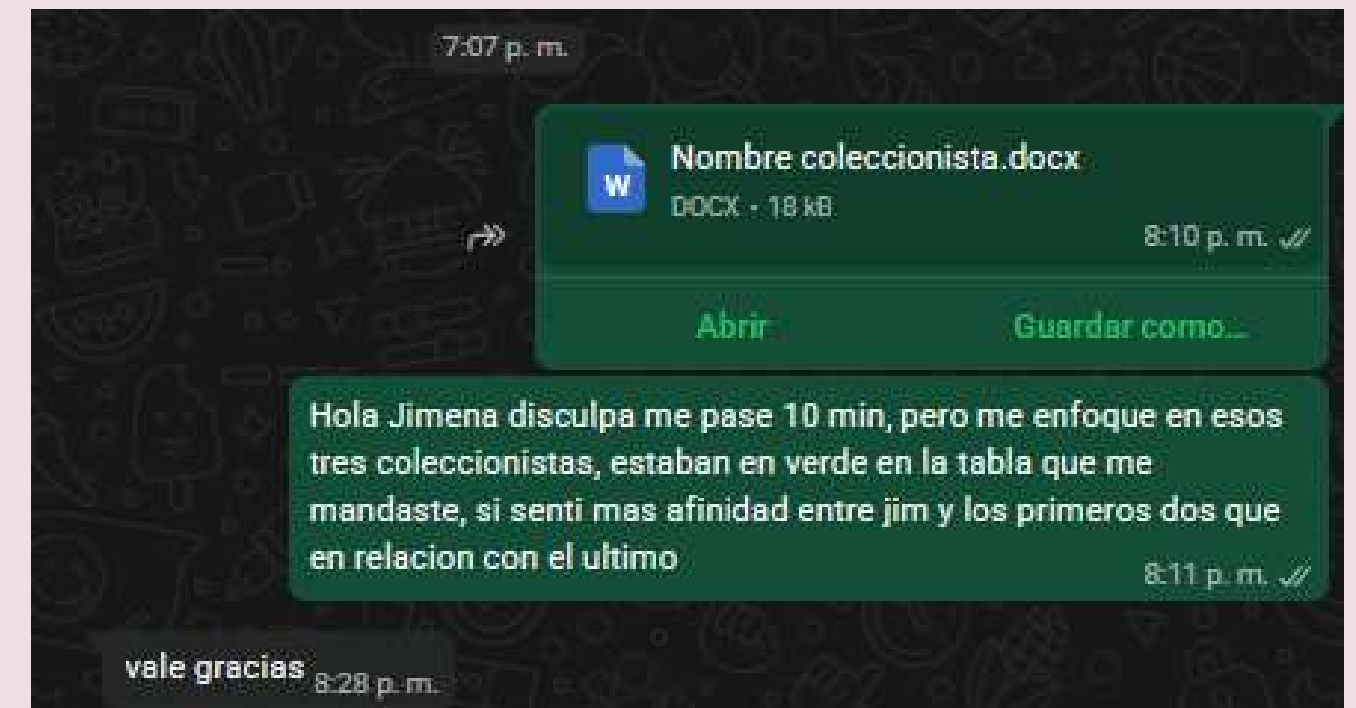 7:07 p. m.
Nombre coleccionista.docx
W
DOCX • 18 kB
8:10 p. m.
Abrir
Guardar como...
Hola Jimena disculpa me pase 10 min, pero me enfoque en esos
tres coleccionistas, estaban en verde en la tabla que me
mandaste, si senti mas afinidad entre jim y los primeros dos que
en relacion con el ultimo
8:11 p. m.
vale gracias
8:28 p. m.